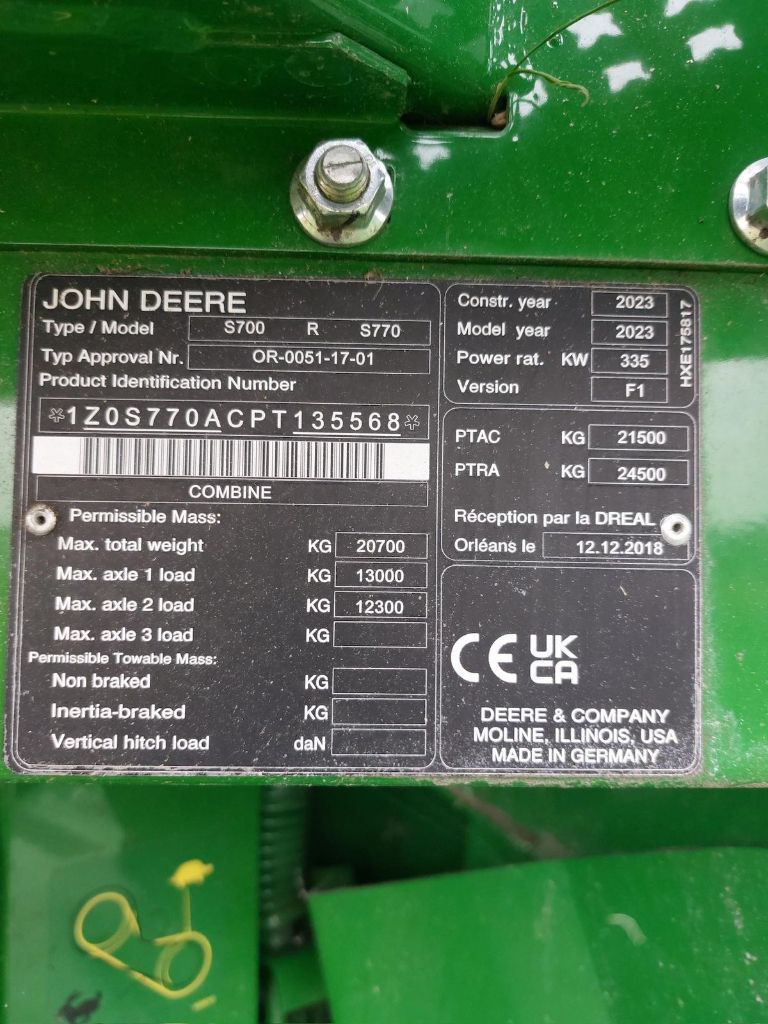 JOHN DEERE
Type / Model S700 R S770
Typ Approval Nr. OR-0051-17-01
Product Identification Number
*1Z0S770ACPT135568*
COMBINE
Permissible Mass:
Max. total weight KG 20700
Max. axle 1 load KG 13000
Max. axle 2 load KG 12300
Max. axle 3 load KG
Permissible Towable Mass:
Non braked KG
Inertia-braked KG
Vertical hitch load daN
Constr. year 2023
Model year 2023
Power rat. KW 335
Version F1
HXE175817
PTAC KG 21500
PTRA KG 24500
Réception par la DREAL
Orléans le 12.12.2018
CE UK
CA
DEERE & COMPANY
MOLINE, ILLINOIS, USA
MADE IN GERMANY